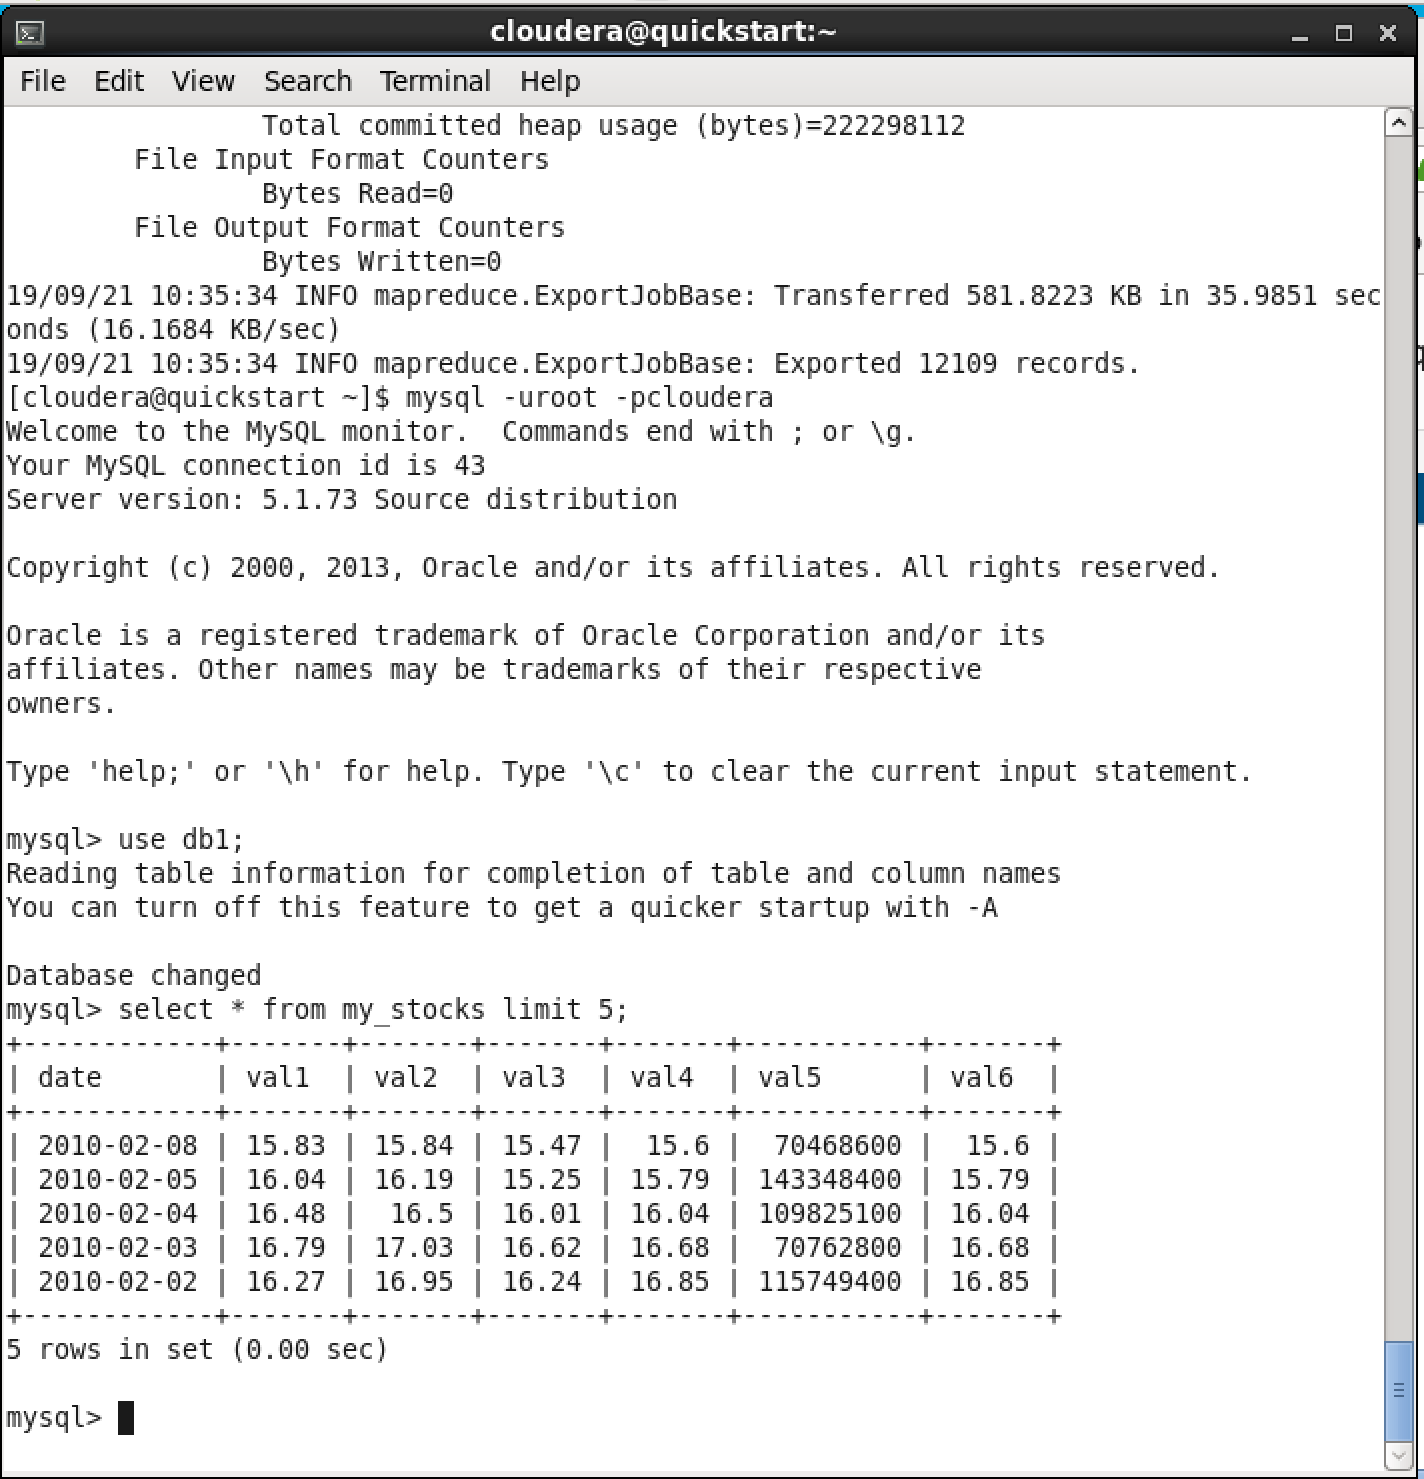 cloudera@quickstart:~
File Edit View Search Terminal Help
                Total committed heap usage (bytes)=222298112
        File Input Format Counters
                Bytes Read=0
        File Output Format Counters
                Bytes Written=0
19/09/21 10:35:34 INFO mapreduce.ExportJobBase: Transferred 581.8223 KB in 35.9851 sec
onds (16.1684 KB/sec)
19/09/21 10:35:34 INFO mapreduce.ExportJobBase: Exported 12109 records.
[cloudera@quickstart ~]$ mysql -uroot -pcloudera
Welcome to the MySQL monitor.  Commands end with ; or \g.
Your MySQL connection id is 43
Server version: 5.1.73 Source distribution

Copyright (c) 2000, 2013, Oracle and/or its affiliates. All rights reserved.

Oracle is a registered trademark of Oracle Corporation and/or its
affiliates. Other names may be trademarks of their respective
owners.

Type 'help;' or '\h' for help. Type '\c' to clear the current input statement.

mysql> use db1;
Reading table information for completion of table and column names
You can turn off this feature to get a quicker startup with -A

Database changed
mysql> select * from my_stocks limit 5;
+------------+-------+-------+-------+-------+-----------+-------+
| date       | val1  | val2  | val3  | val4  | val5      | val6  |
+------------+-------+-------+-------+-------+-----------+-------+
| 2010-02-08 | 15.83 | 15.84 | 15.47 |  15.6 |  70468600 |  15.6 |
| 2010-02-05 | 16.04 | 16.19 | 15.25 | 15.79 | 143348400 | 15.79 |
| 2010-02-04 | 16.48 |  16.5 | 16.01 | 16.04 | 109825100 | 16.04 |
| 2010-02-03 | 16.79 | 17.03 | 16.62 | 16.68 |  70762800 | 16.68 |
| 2010-02-02 | 16.27 | 16.95 | 16.24 | 16.85 | 115749400 | 16.85 |
+------------+-------+-------+-------+-------+-----------+-------+
5 rows in set (0.00 sec)

mysql>